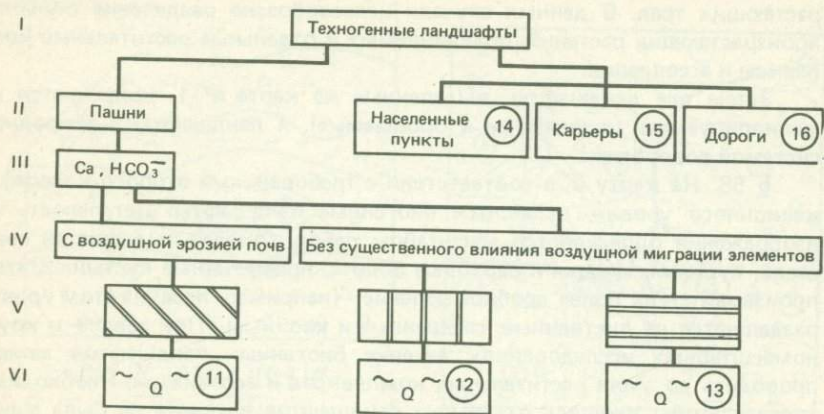 I
Техногенные ландшафты
II
Пашни
Населенные
пункты
14
Карьеры
15
Дороги
16
III
Ca, HCO⁻
IV
С воздушной эрозией почв
Без существенного влияния воздушной миграции элементов
V
VI
~ Q ~
11
~ Q ~
12
~ Q ~
13